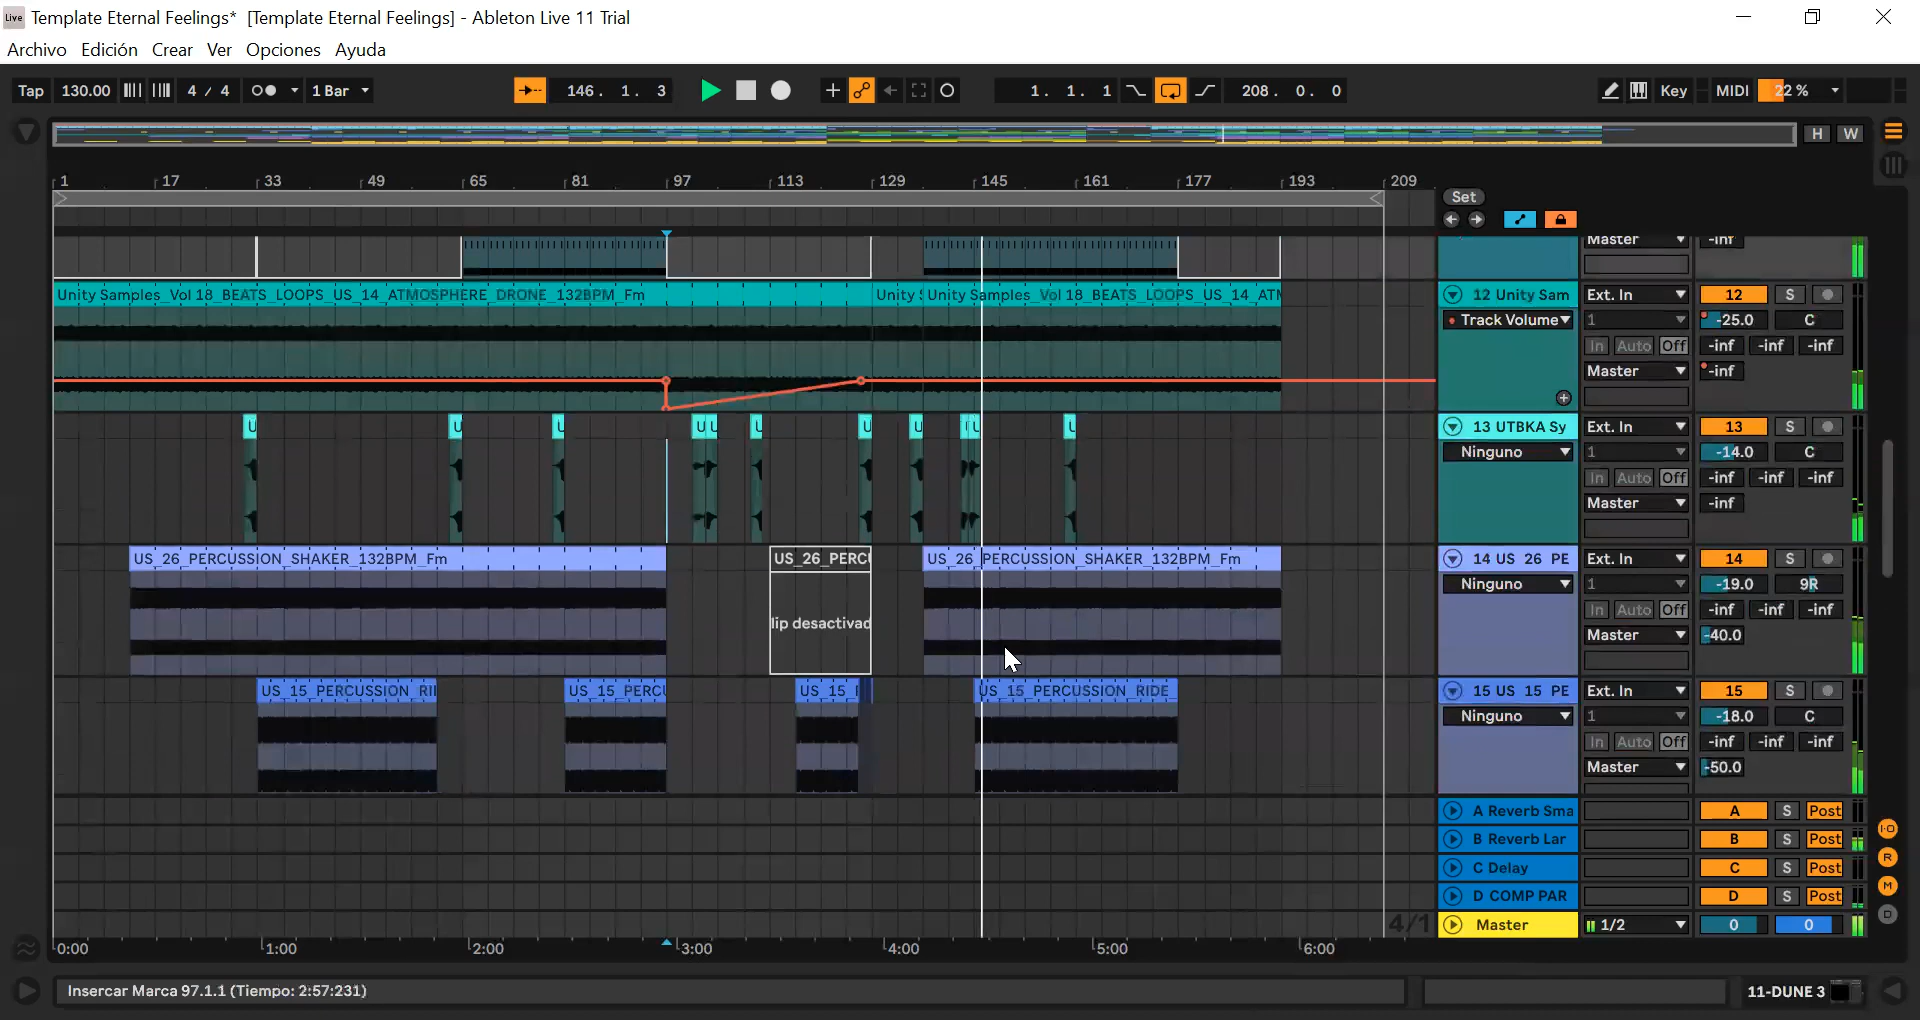 Live Template Eternal Feelings* [Template Eternal Feelings] - Ableton Live 11 Trial
Archivo Edición Crear Ver Opciones Ayuda
Tap 130.00 4 / 4 1 Bar 146. 1. 3 1. 1. 1 208. 0. 0 Key MIDI 22 %
H W
1 17 33 49 65 81 97 113 129 145 161 177 193 209
Set
Master -inf
Unity Samples_Vol 18_BEATS_LOOPS_US_14_ATMOSPHERE_DRONE_132BPM_Fm Unity S Unity Samples_Vol 18_BEATS_LOOPS_US_14_ATM 12 Unity Sam Ext. In 12 S
Track Volume 1 -25.0 C
In Auto Off -inf -inf -inf
Master -inf
U U U U U U U U U U 13 UTBKA Sy Ext. In 13 S
Ninguno 1 -14.0 C
In Auto Off -inf -inf -inf
Master -inf
US_26_PERCUSSION_SHAKER_132BPM_Fm US_26_PERCU US_26_PERCUSSION_SHAKER_132BPM_Fm 14 US 26 PE Ext. In 14 S
Ninguno 1 -19.0 9R
lip desactivad In Auto Off -inf -inf -inf
Master -40.0
US_15_PERCUSSION_RII US_15_PERCU US_15_I US_15_PERCUSSION_RIDE 15 US 15 PE Ext. In 15 S
Ninguno 1 -18.0 C
In Auto Off -inf -inf -inf
Master -50.0
A Reverb Sma A S Post
B Reverb Lar B S Post
C Delay C S Post
D COMP PAR D S Post
4/1 Master 1/2 0 0
I·O
R
M
D
0:00 1:00 2:00 3:00 4:00 5:00 6:00
Insercar Marca 97.1.1 (Tiempo: 2:57:231) 11-DUNE 3